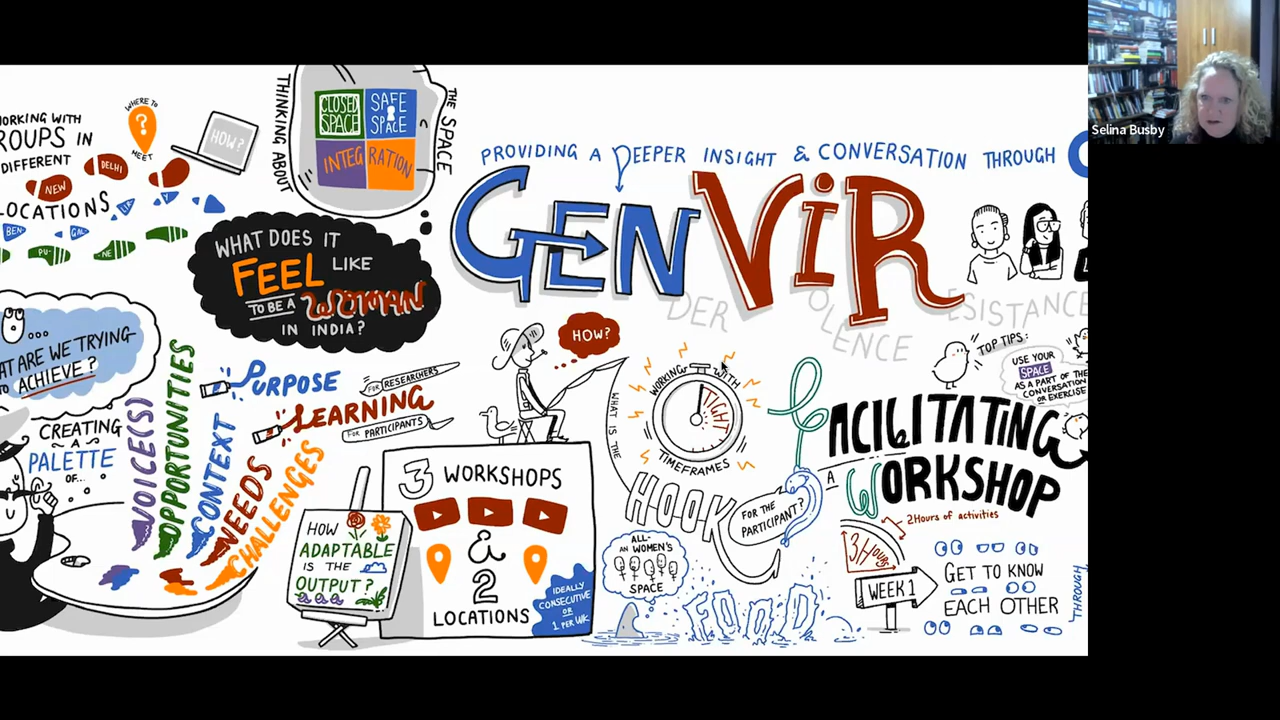 WORKING WITH
GROUPS IN
DIFFERENT
LOCATIONS
NEW
DELHI
BEN-
GAL
PU-
NE
WHERE TO
?
MEET
HOW?
THINKING ABOUT
THE SPACE
CLOSED
SPACE
SAFE
SPACE
INTEGRATION
WHAT DOES IT
FEEL LIKE
TO BE A WOMAN
IN INDIA?
PROVIDING A DEEPER INSIGHT & CONVERSATION THROUGH
GENVIR
DER
OLENCE
ESISTANCE
Selina Busby
...
AT ARE WE TRYING
TO ACHIEVE?
CREATING
A
PALETTE
OF...
VOICE(S)
OPPORTUNITIES
CONTEXT
NEEDS
CHALLENGES
PURPOSE
LEARNING
FOR RESEARCHERS
FOR PARTICIPANTS
HOW
ADAPTABLE
IS THE
OUTPUT?
HOW?
3 WORKSHOPS
&
2
LOCATIONS
IDEALLY
CONSECUTIVE
OR
1 PER WK
WHAT IS THE
HOOK
FOR THE
PARTICIPANT?
WORKING WITH
TIGHT
TIMEFRAMES
ALL-
AN WOMEN'S
SPACE
FOOD
TOP TIPS:
USE YOUR
SPACE
AS A PART OF THE
CONVERSATION
OR EXERCISE
FACILITATING
A WORKSHOP
2 Hours of activities
3 Hours
WEEK 1
GET TO KNOW
EACH OTHER
THROUGH